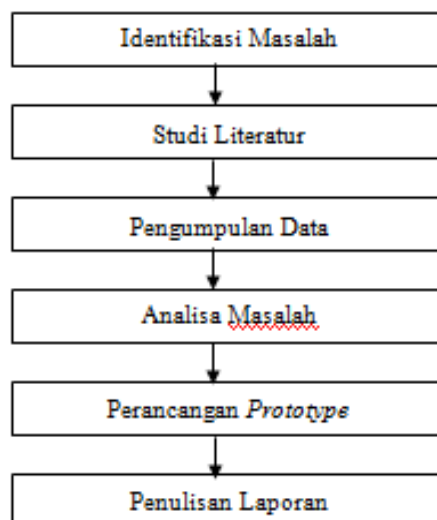 Identifikasi Masalah
Studi Literatur
Pengumpulan Data
Analisa Masalah
Perancangan Prototype
Penulisan Laporan